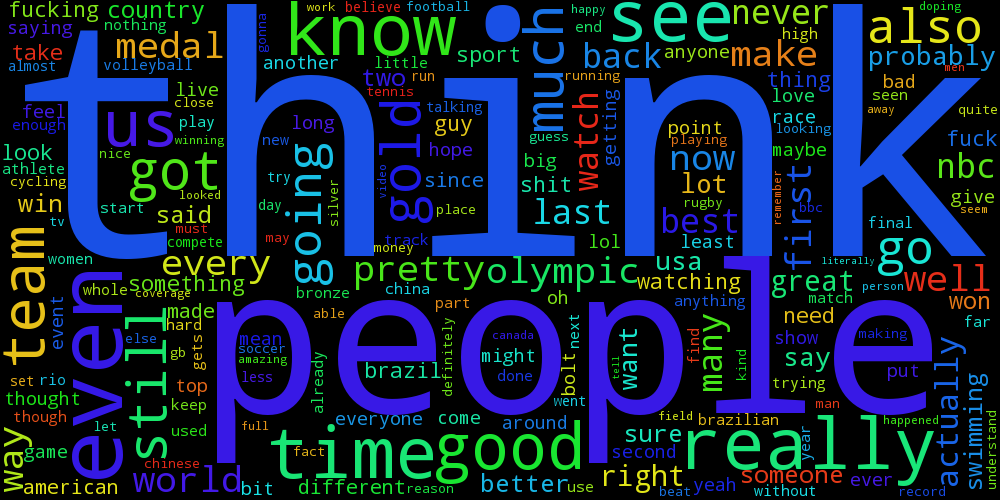 fucking country
nothing
work believe football
happy
never
doping
saying
medal
gonna
know
see
end
high
also
take
another
little
sport
much
back
anyone
make
probably
almost
volleyball
think
two
run
running
thing
bad
men
feel
live
tennis
love
seen
enough
close
us
play
long
gold
talking
guy
guess
watch
getting
point
race
away
quite
look
nice
winning
new
video
hope
playing
looking
fuck
athlete
got
going
big
now
maybe
nbc
cycling
looked
try
silver
since
shit
lot
remember
first
give
win
start
said
day
place
last
rugby
bbc
seem
tv
must
may
track
lol
best
final
women
compete
money
least
literally
go
team
every
pretty
olympic
usa
great
person
well
even
something
whole
coverage
bronze
china
watching
anything
match
won
event
still
made
able
part
oh
need
far
else
hard
mean
people
definitely
canada
next
want
many
find
show
making
gb
gets
soccer
amazing
might
bolt
kind
say
actually
set
rio
top
less
already
brazil
done
tell
trying
put
swimming
thought
keep
went
man
though
let
used
full
everyone
come
around
field
brazilian
happened
way
game
fact
time
good
sure
really
year
understand
chinese
second
american
world
bit
different
reason
better
use
right
beat
yeah
someone
without
ever
record